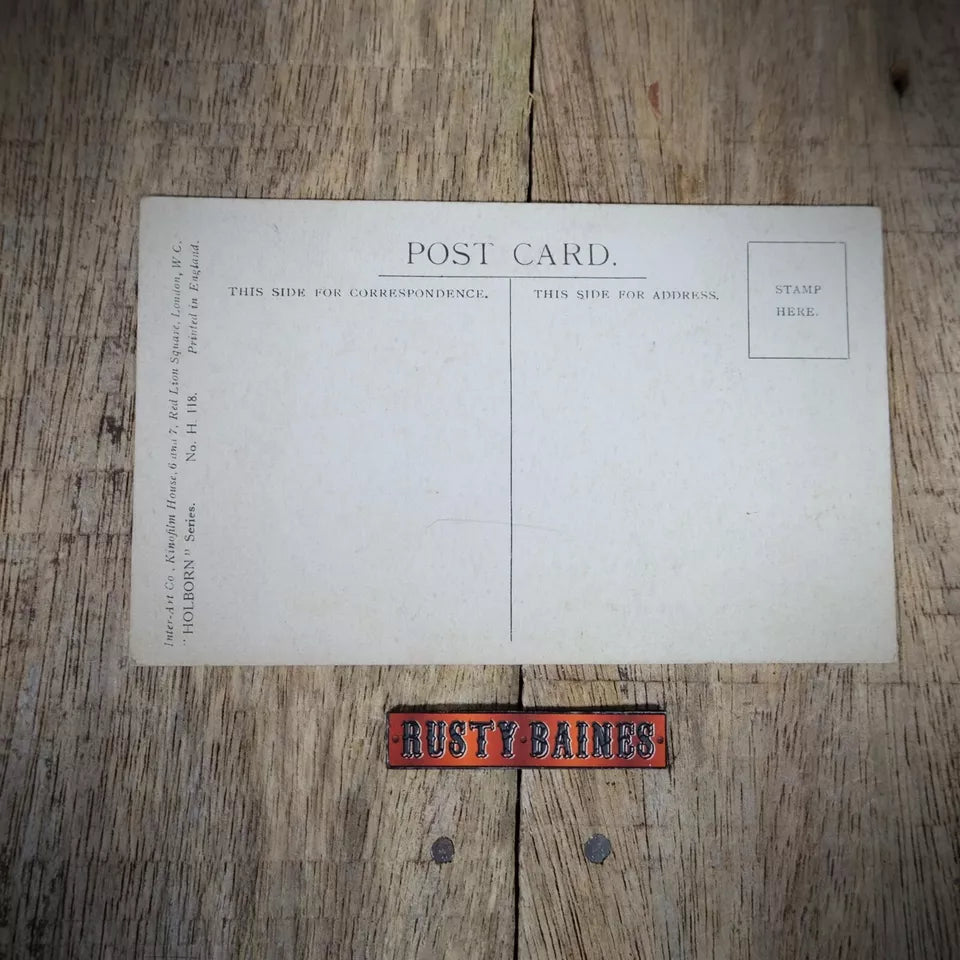 POST CARD.
THIS SIDE FOR CORRESPONDENCE.
THIS SIDE FOR ADDRESS.
STAMP
HERE.
Inter-Art Co., Kinofilm House, 6 and 7, Red Lion Square, London, W C.
"HOLBORN" Series. No. H. 118. Printed in England.
RUSTY·BAINES